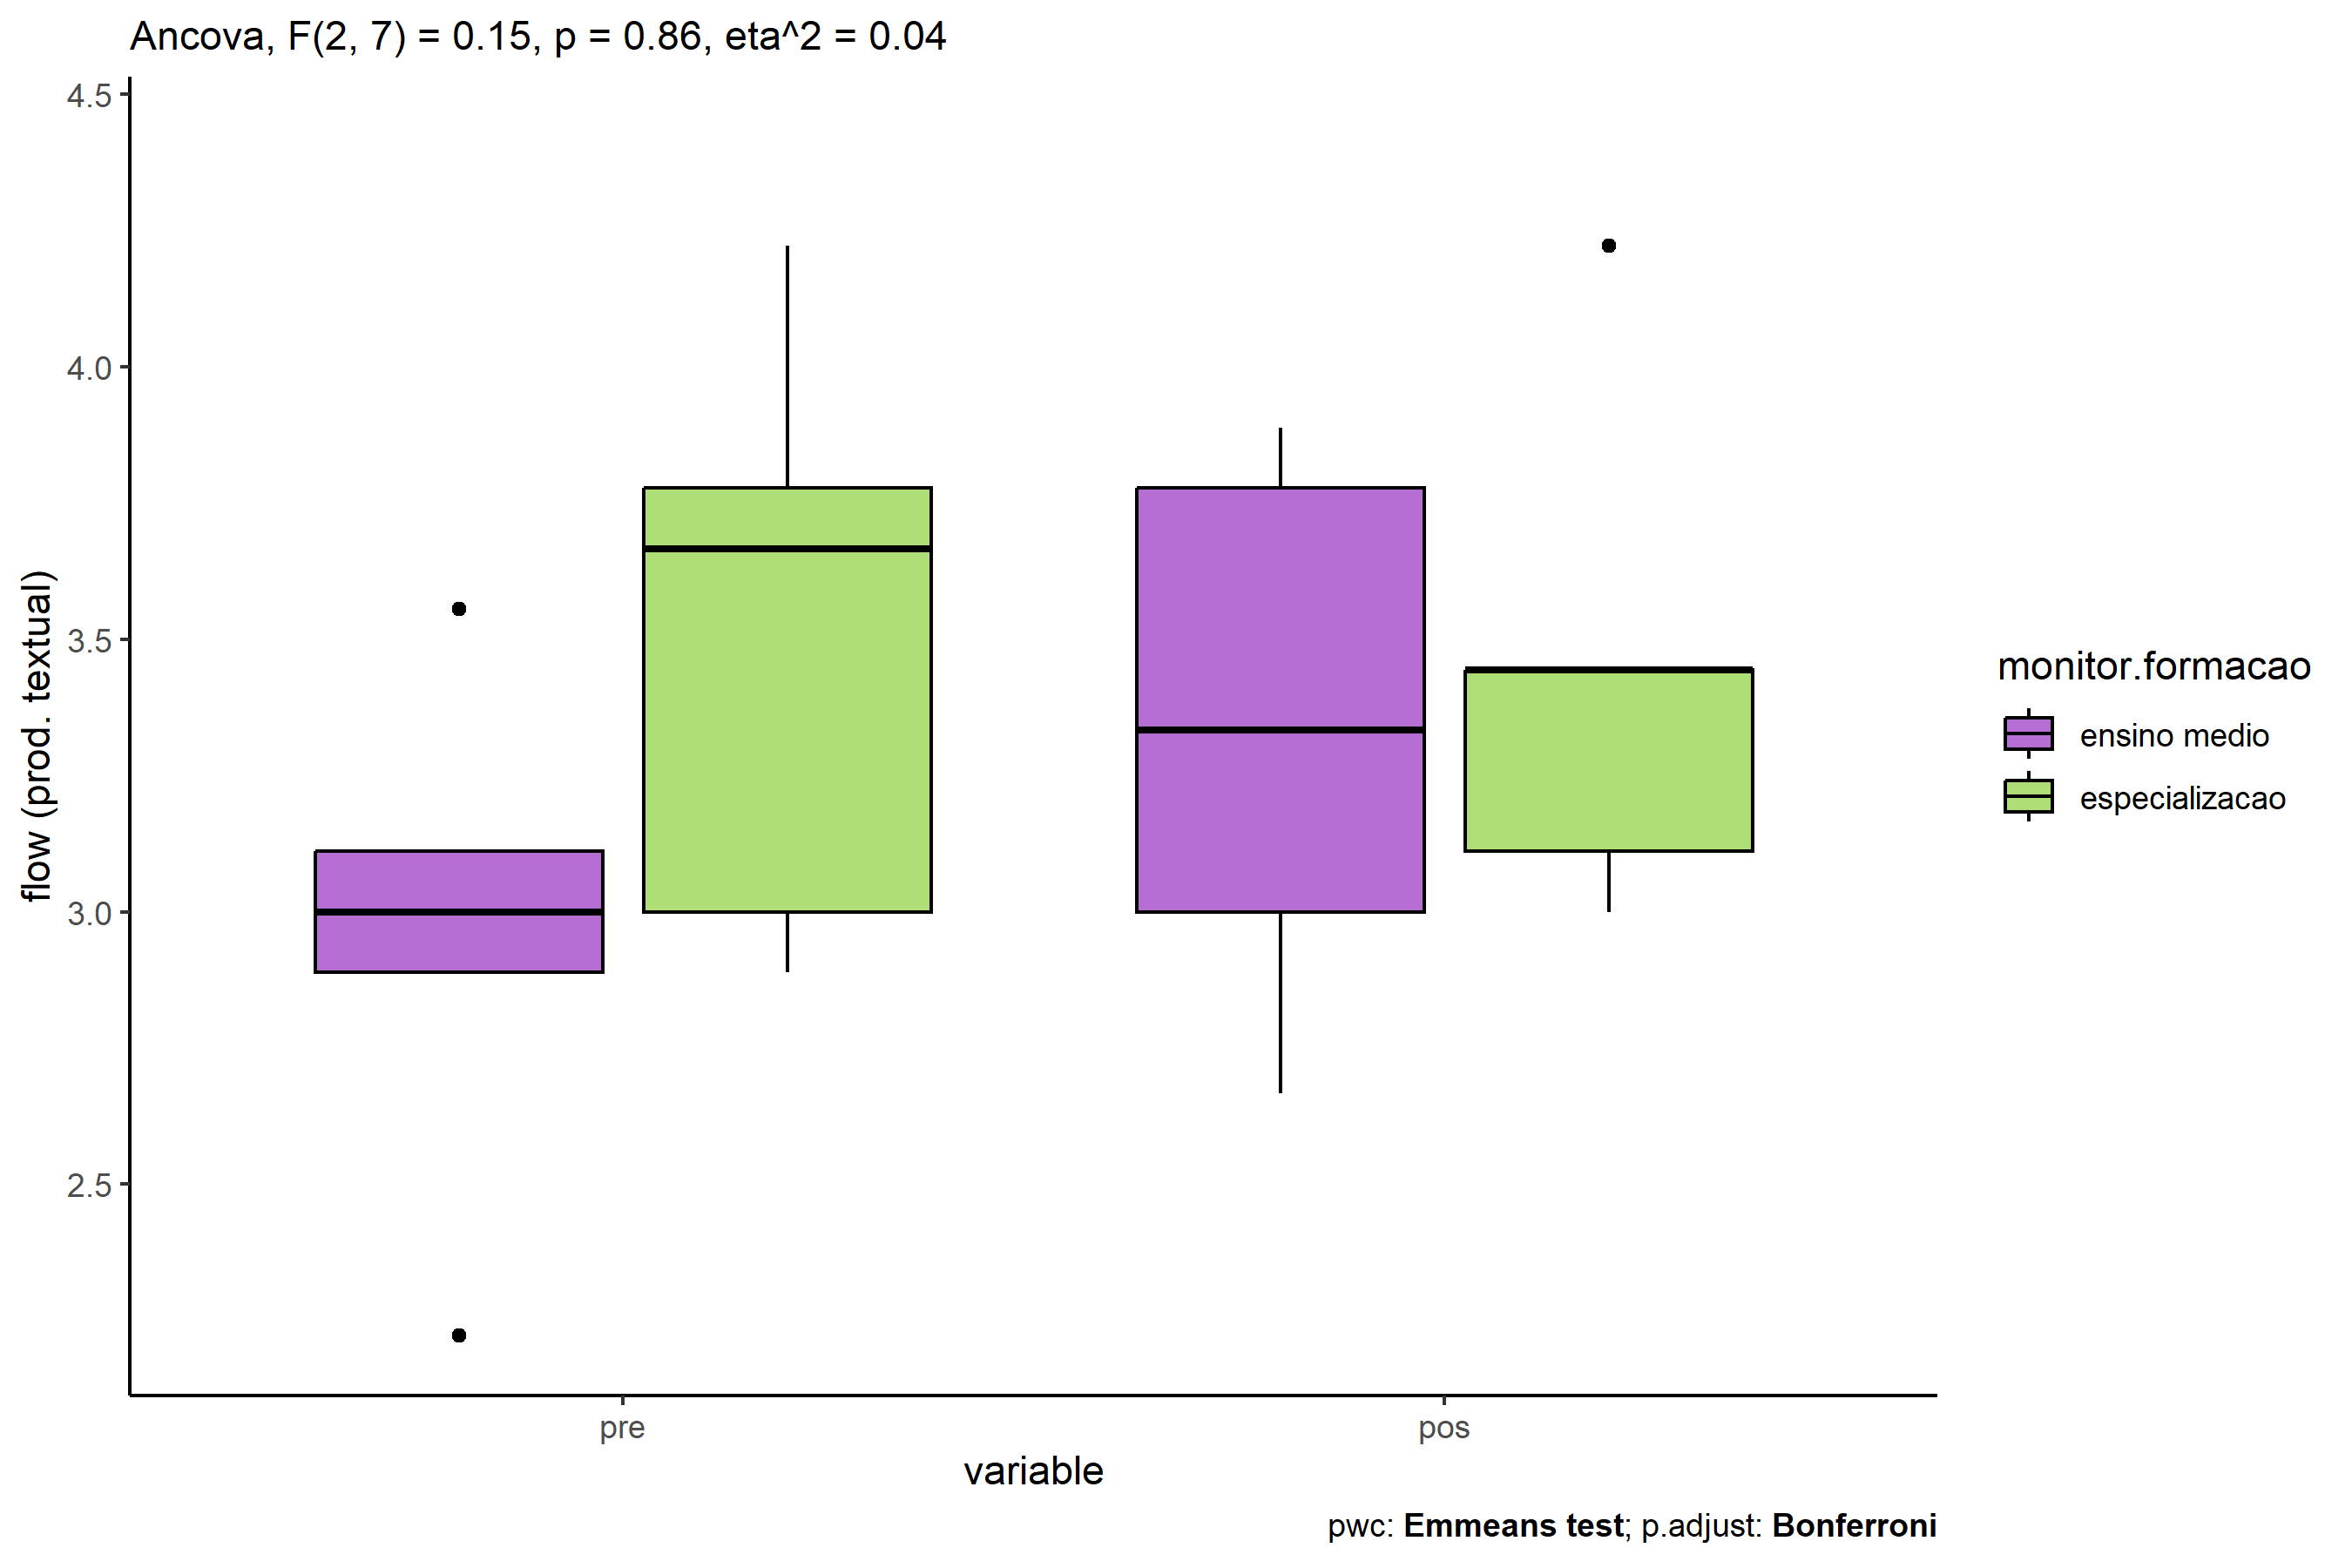 Ancova, F(2, 7) = 0.15, p = 0.86, eta^2 = 0.04
4.5
4.0
3.5
3.0
2.5
flow (prod. textual)
pre
pos
variable
monitor.formacao
ensino medio
especializacao
pwc: Emmeans test; p.adjust: Bonferroni